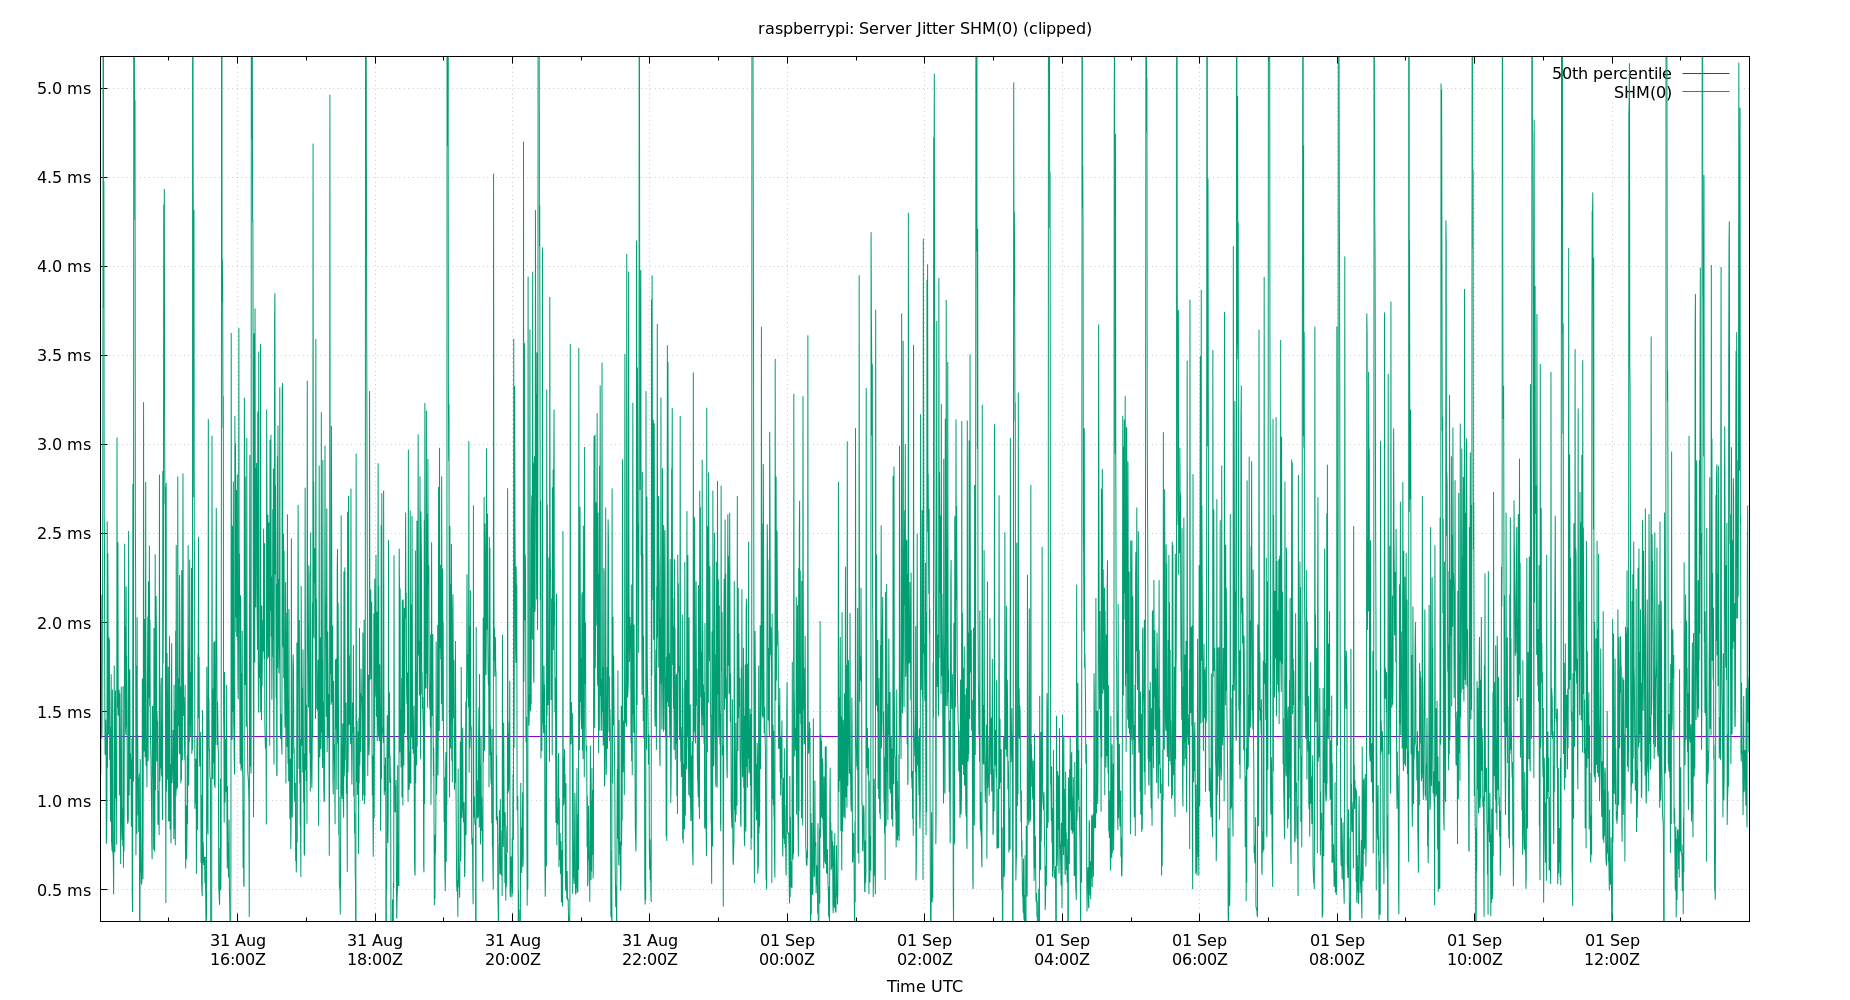 raspberrypi: Server Jitter SHM(0) (clipped)
50th percentile
SHM(0)
5.0 ms
4.5 ms
4.0 ms
3.5 ms
3.0 ms
2.5 ms
2.0 ms
1.5 ms
1.0 ms
0.5 ms
31 Aug 31 Aug 31 Aug 31 Aug 01 Sep 01 Sep 01 Sep 01 Sep 01 Sep 01 Sep 01 Sep
16:00Z 18:00Z 20:00Z 22:00Z 00:00Z 02:00Z 04:00Z 06:00Z 08:00Z 10:00Z 12:00Z
Time UTC